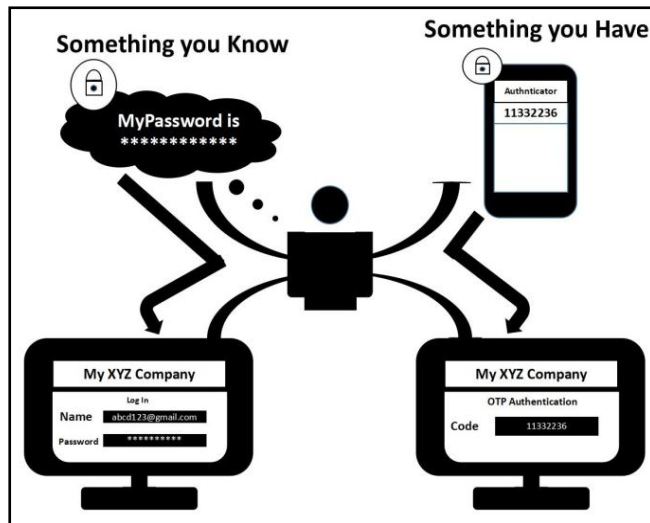 Something you Know
Something you Have
MyPassword is
************
Authnticator
11332236
My XYZ Company
Log In
Name abcd123@gmail.com
Password **********
My XYZ Company
OTP Authentication
Code 11332236